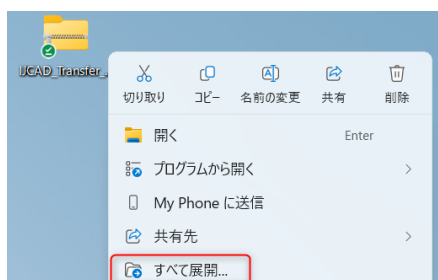 IJCAD_Transfer_
切り取り
コピー
名前の変更
共有
削除
開く Enter
プログラムから開く
My Phone に送信
共有先
すべて展開...